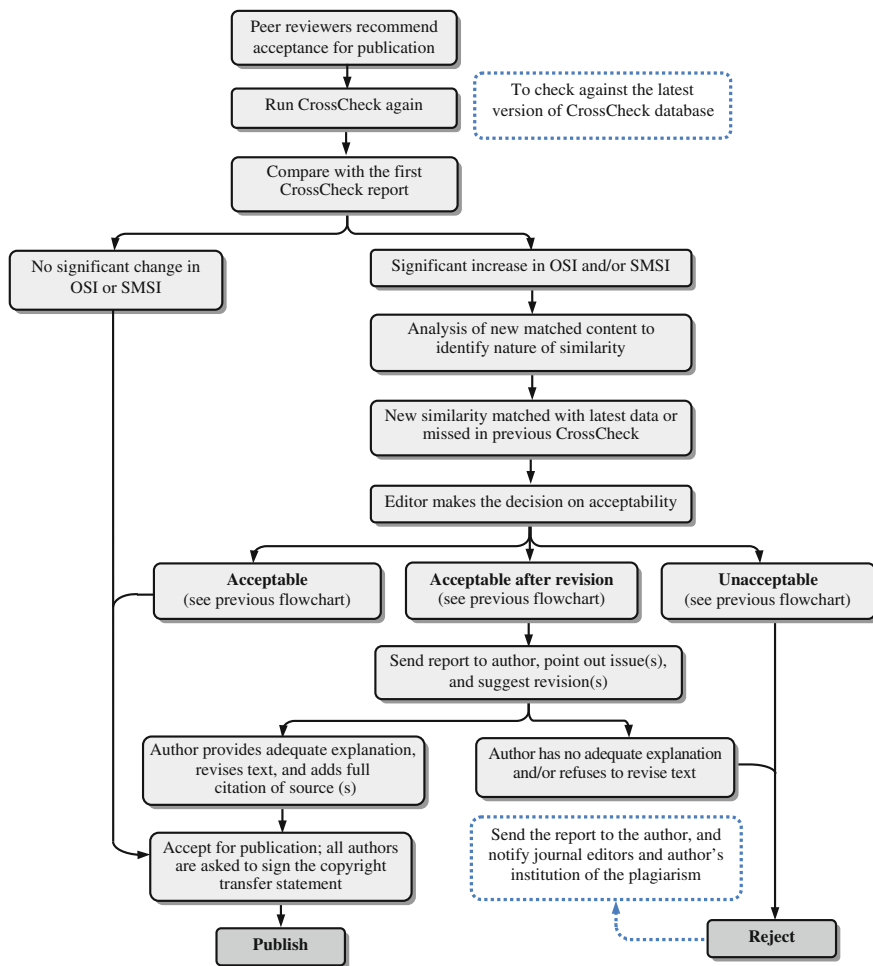 Peer reviewers recommend
acceptance for publication
To check against the latest
version of CrossCheck database
Run CrossCheck again
Compare with the first
CrossCheck report
No significant change in
OSI or SMSI
Significant increase in OSI and/or SMSI
Analysis of new matched content to
identify nature of similarity
New similarity matched with latest data or
missed in previous CrossCheck
Editor makes the decision on acceptability
Acceptable
(see previous flowchart)
Acceptable after revision
(see previous flowchart)
Unacceptable
(see previous flowchart)
Send report to author, point out issue(s),
and suggest revision(s)
Author provides adequate explanation,
revises text, and adds full
citation of source (s)
Author has no adequate explanation
and/or refuses to revise text
Accept for publication; all authors
are asked to sign the copyright
transfer statement
Send the report to the author, and
notify journal editors and author's
institution of the plagiarism
Publish
Reject